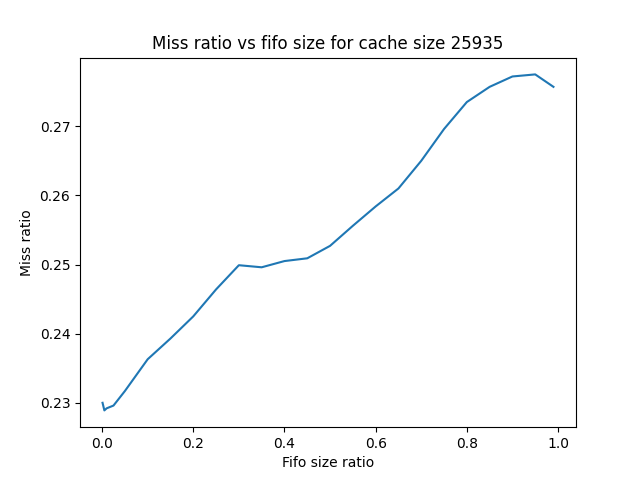 Miss ratio vs fifo size for cache size 25935
Miss ratio
0.27
0.26
0.25
0.24
0.23
0.0 0.2 0.4 0.6 0.8 1.0
Fifo size ratio